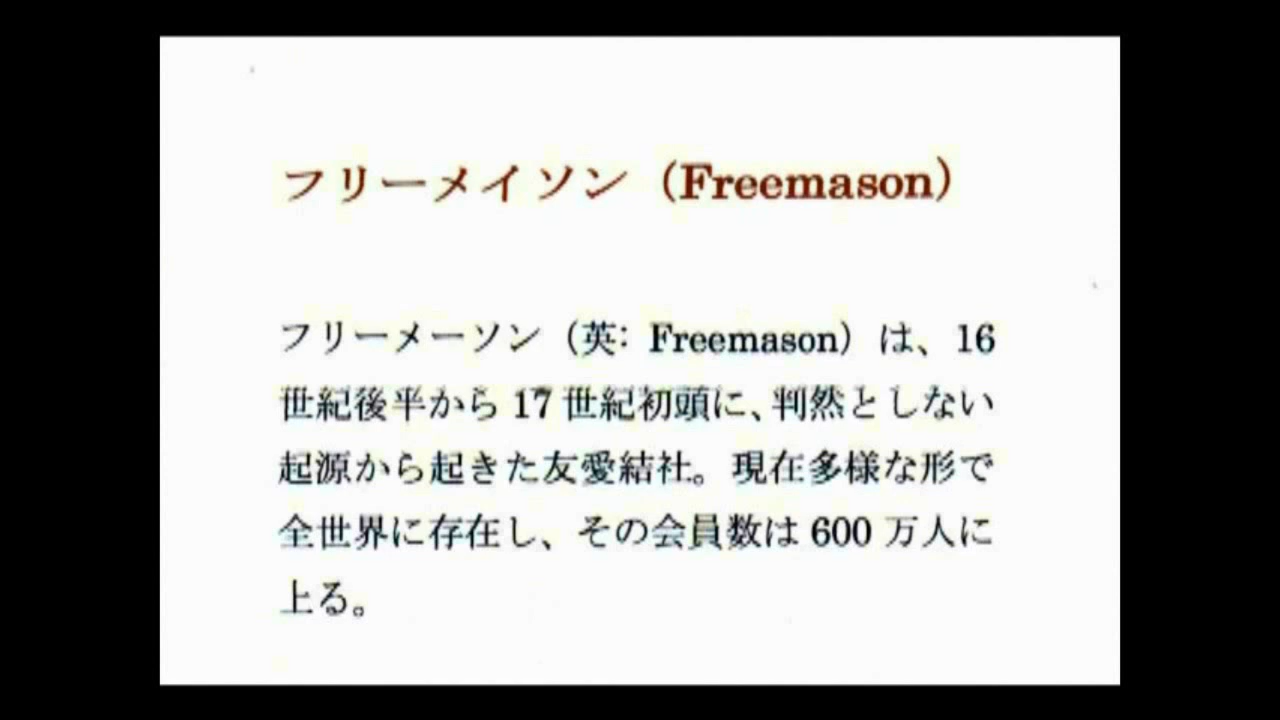 フリーメイソン（Freemason）
フリーメーソン（英: Freemason）は、16
世紀後半から 17 世紀初頭に、判然としない
起源から起きた友愛結社。現在多様な形で
全世界に存在し、その会員数は 600 万人に
上る。